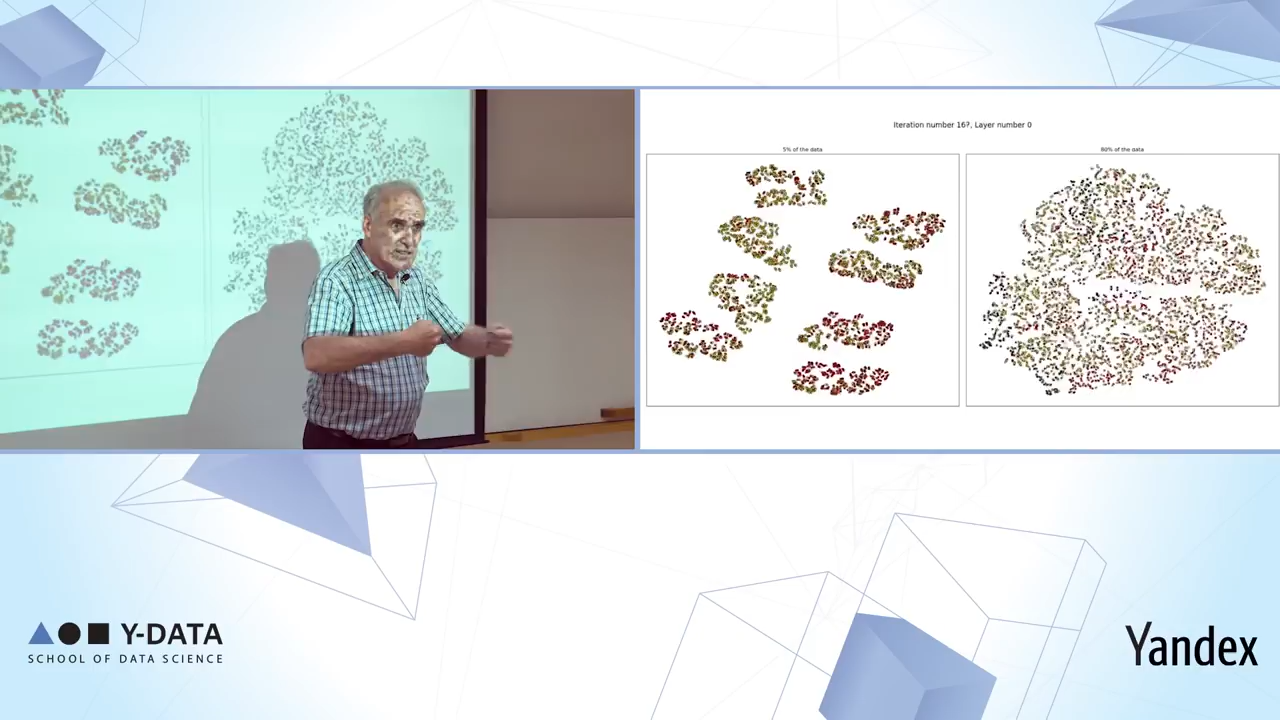 Iteration number 167, Layer number 0
5% of the data
80% of the data
Y-DATA
SCHOOL OF DATA SCIENCE
Yandex